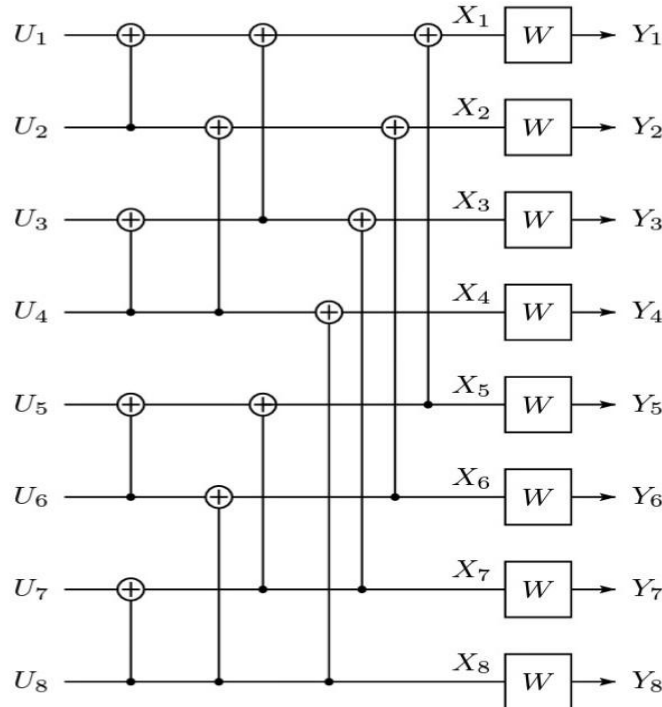 U₁ X₁ W Y₁
U₂ X₂ W Y₂
U₃ X₃ W Y₃
U₄ X₄ W Y₄
U₅ X₅ W Y₅
U₆ X₆ W Y₆
U₇ X₇ W Y₇
U₈ X₈ W Y₈